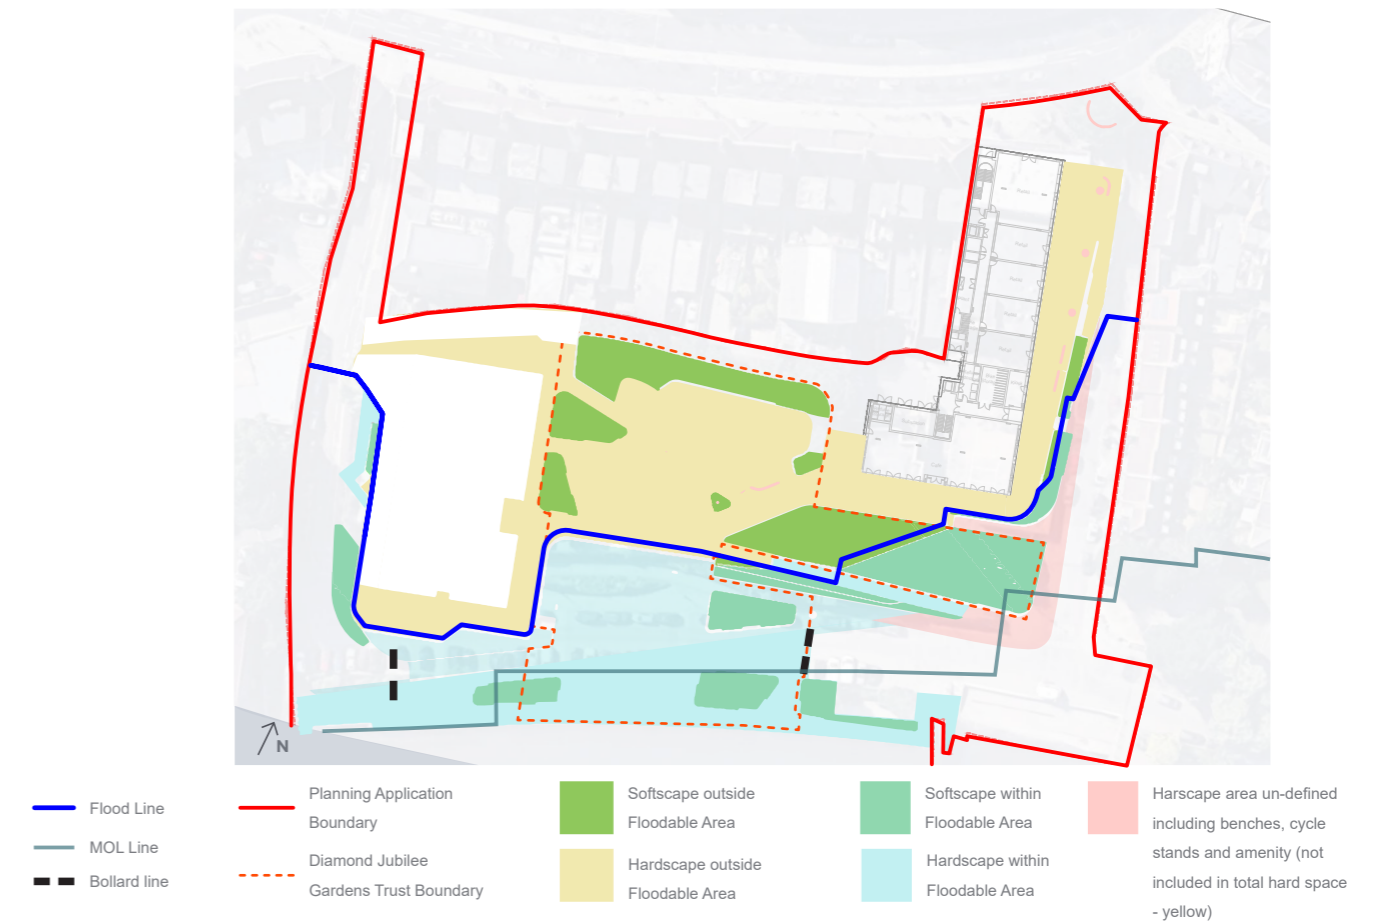 N
Flood Line
MOL Line
Bollard line
Planning Application
Boundary
Diamond Jubilee
Gardens Trust Boundary
Softscape outside
Floodable Area
Hardscape outside
Floodable Area
Softscape within
Floodable Area
Hardscape within
Floodable Area
Harscape area un-defined
including benches, cycle
stands and amenity (not
included in total hard space
- yellow)